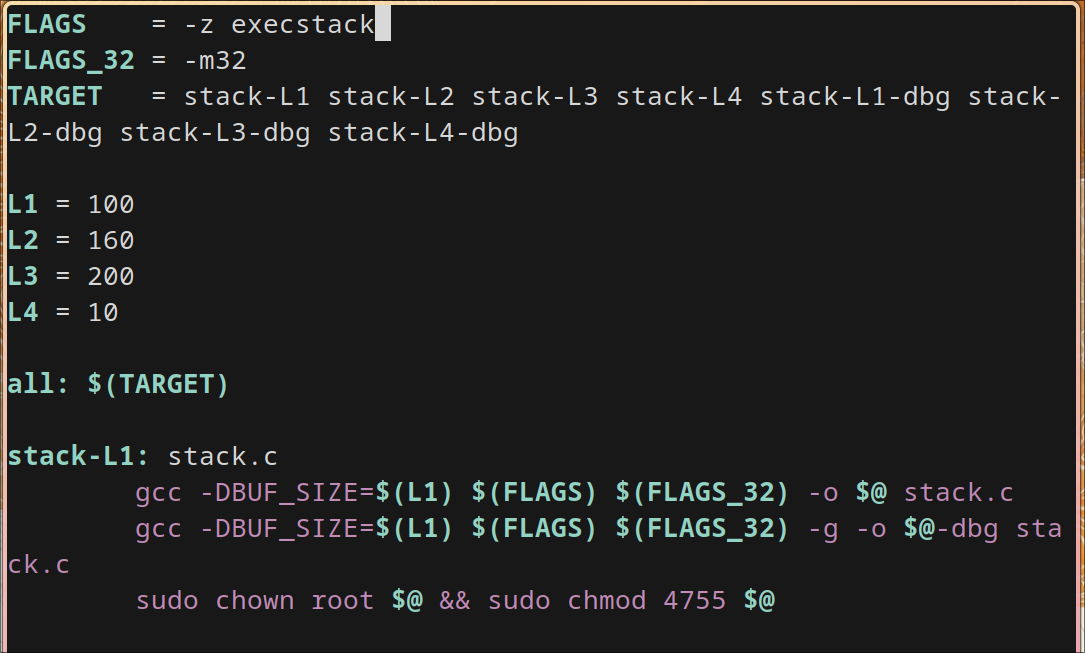 FLAGS    = -z execstack
FLAGS_32 = -m32
TARGET   = stack-L1 stack-L2 stack-L3 stack-L4 stack-L1-dbg stack-
L2-dbg stack-L3-dbg stack-L4-dbg

L1 = 100
L2 = 160
L3 = 200
L4 = 10

all: $(TARGET)

stack-L1: stack.c
        gcc -DBUF_SIZE=$(L1) $(FLAGS) $(FLAGS_32) -o $@ stack.c
        gcc -DBUF_SIZE=$(L1) $(FLAGS) $(FLAGS_32) -g -o $@-dbg sta
ck.c
        sudo chown root $@ && sudo chmod 4755 $@